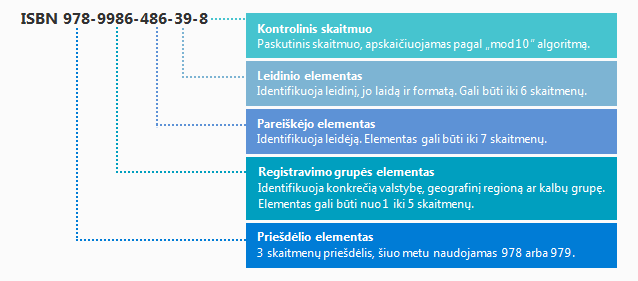 ISBN 978-9986-486-39-8
Kontrolinis skaitmuo
Paskutinis skaitmuo, apskaičiuojamas pagal „mod 10“ algoritmą.
Leidinio elementas
Identifikuoja leidinį, jo laidą ir formatą. Gali būti iki 6 skaitmenų.
Pareiškėjo elementas
Identifikuoja leidėją. Elementas gali būti iki 7 skaitmenų.
Registravimo grupės elementas
Identifikuoja konkrečią valstybę, geografinį regioną ar kalbų grupę.
Elementas gali būti nuo 1 iki 5 skaitmenų.
Priešdėlio elementas
3 skaitmenų priešdėlis, šiuo metu naudojamas 978 arba 979.